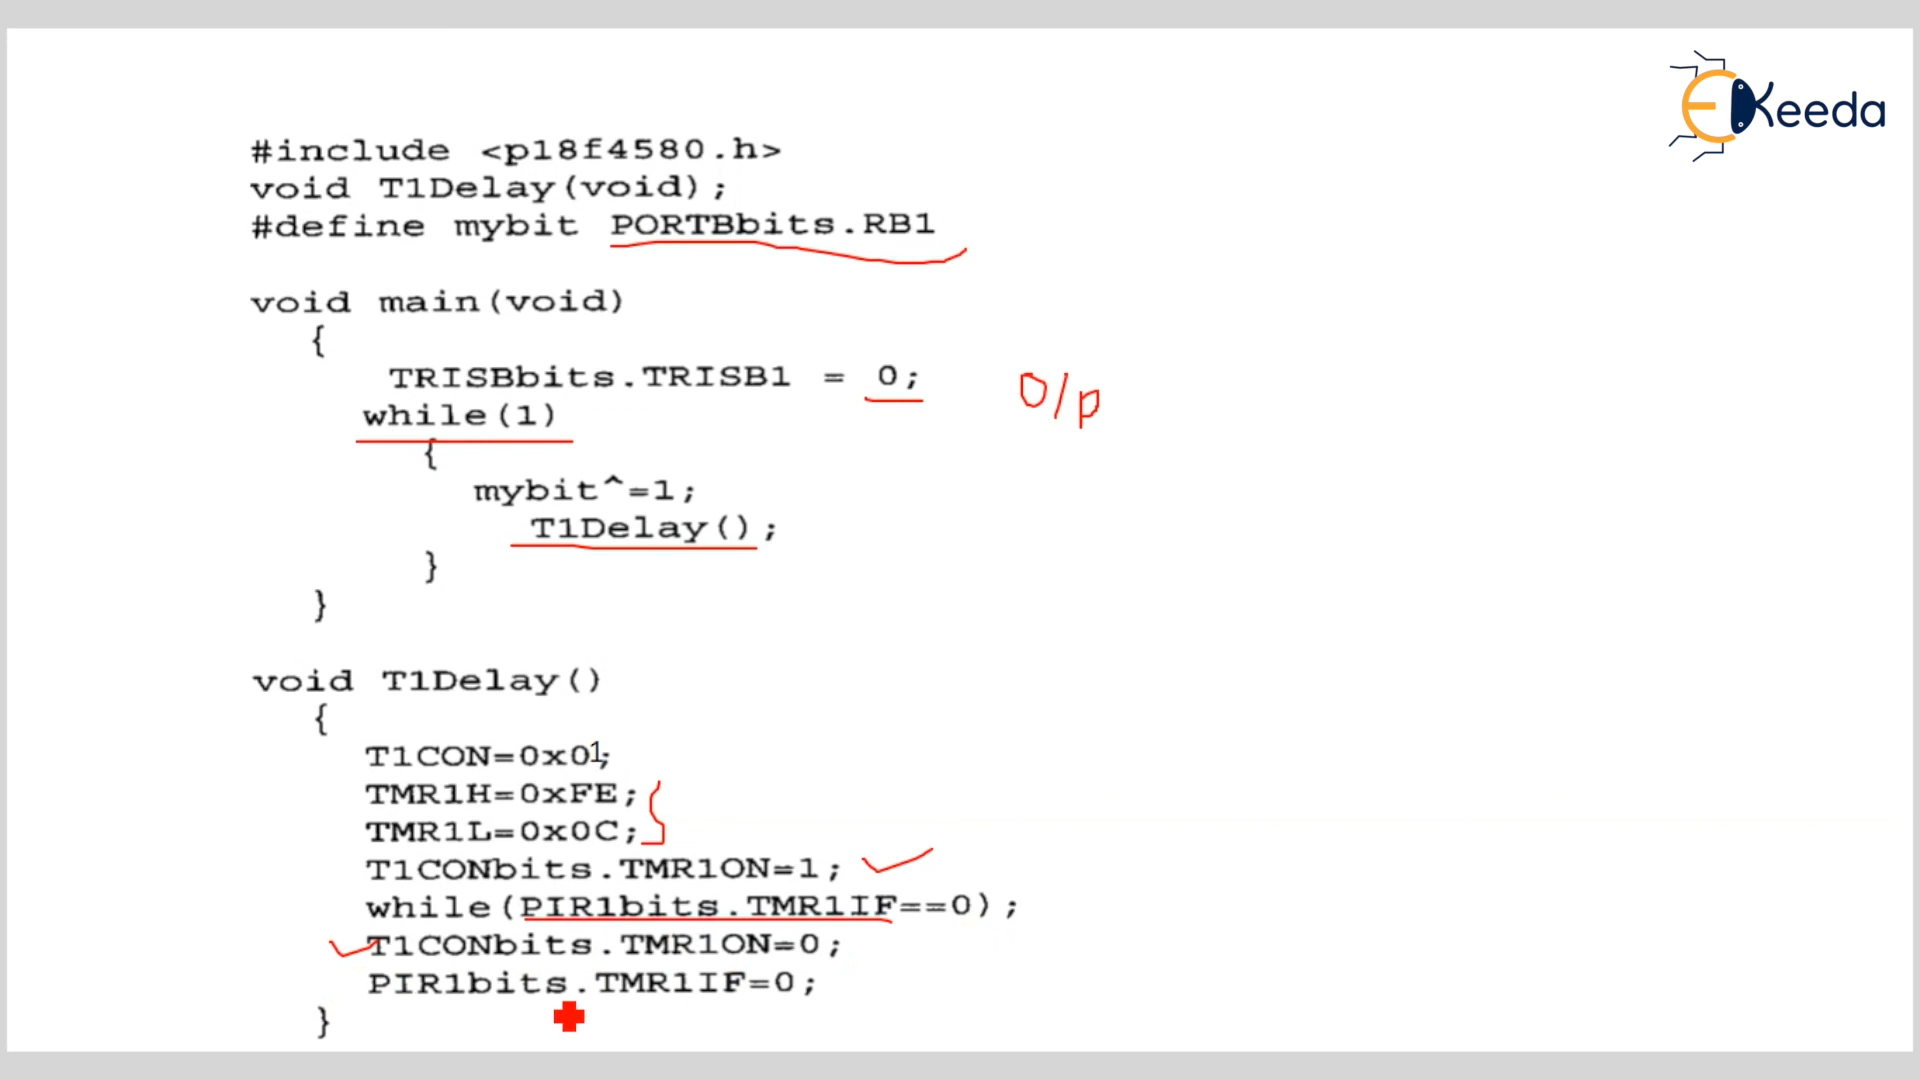 EKeeda
#include <p18f4580.h>
void T1Delay(void);
#define mybit PORTBbits.RB1
void main(void)
{
TRISBbits.TRISB1 = 0; O/p
while(1)
{
mybit^=1;
T1Delay();
}
}
void T1Delay()
{
T1CON=0x01;
TMR1H=0xFE;
TMR1L=0x0C;
T1CONbits.TMR1ON=1;
while(PIR1bits.TMR1IF==0);
T1CONbits.TMR1ON=0;
PIR1bits.TMR1IF=0;
}